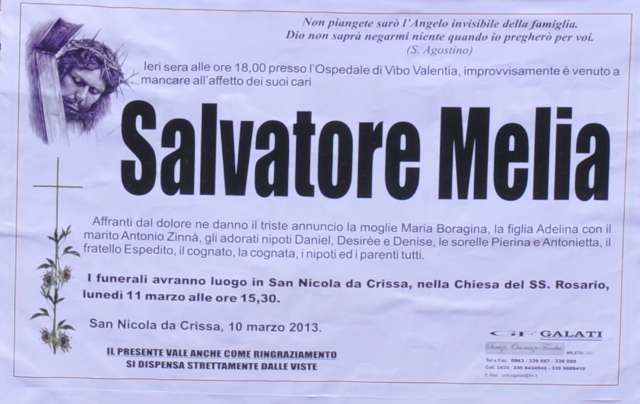 Non piangete sarò l'Angelo invisibile della famiglia.
Dio non saprà negarmi niente quando io pregherò per voi.
(S. Agostino)
Ieri sera alle ore 18,00 presso l'Ospedale di Vibo Valentia, improvvisamente è venuto a
mancare all'affetto dei suoi cari
Salvatore Melia
Affranti dal dolore ne danno il triste annuncio la moglie Maria Boragina, la figlia Adelina con il
marito Antonio Zinnà, gli adorati nipoti Daniel, Desirèe e Denise, le sorelle Pierina e Antonietta, il
fratello Espedito, il cognato, la cognata, i nipoti ed i parenti tutti.
I funerali avranno luogo in San Nicola da Crissa, nella Chiesa del SS. Rosario,
lunedì 11 marzo alle ore 15,30.
San Nicola da Crissa, 10 marzo 2013.
IL PRESENTE VALE ANCHE COME RINGRAZIAMENTO
SI DISPENSA STRETTAMENTE DALLE VISTE
GALATI
MILETO
Tel e Fax.
Cell.
E.Mail